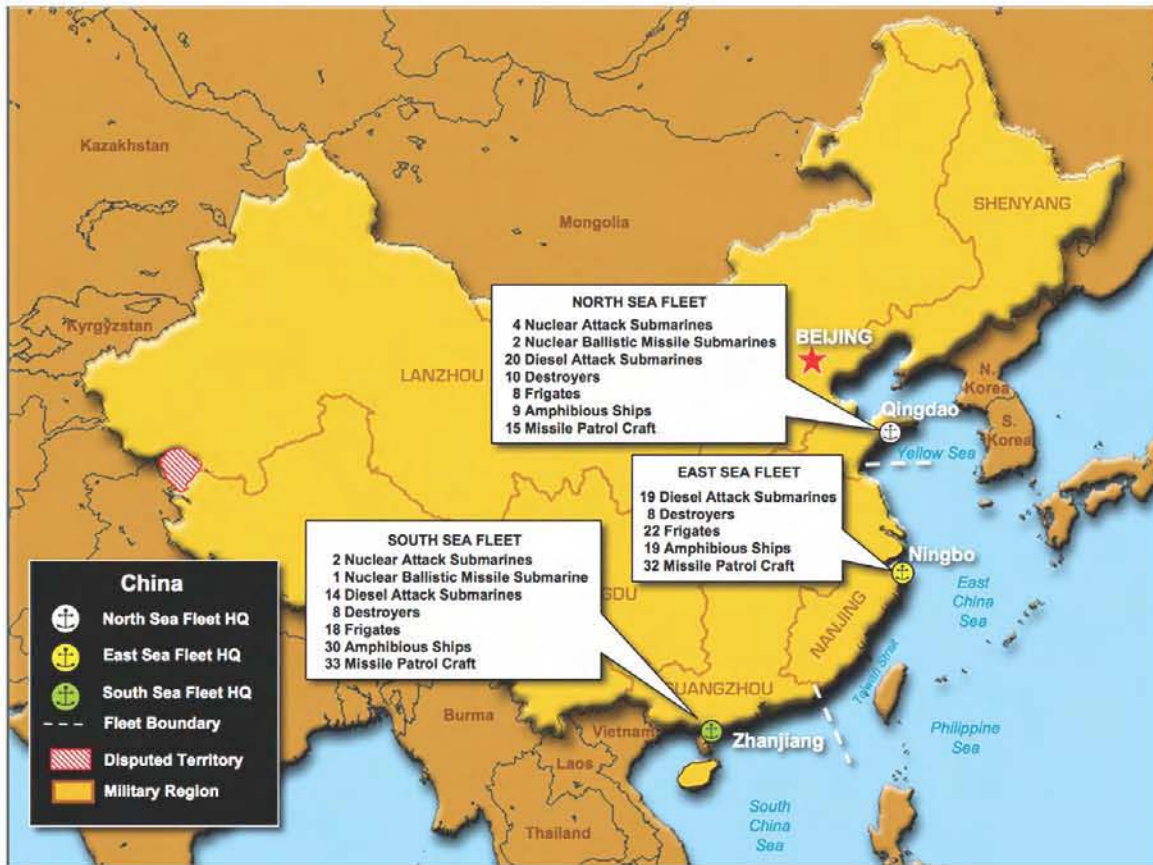 Kazakhstan
Mongolia
SHENYANG
Kyrgyzstan
LANZHOU
BEIJING
N.
Korea
S.
Korea
Qingdao
Yellow Sea
NORTH SEA FLEET
4 Nuclear Attack Submarines
2 Nuclear Ballistic Missile Submarines
20 Diesel Attack Submarines
10 Destroyers
8 Frigates
9 Amphibious Ships
15 Missile Patrol Craft
EAST SEA FLEET
19 Diesel Attack Submarines
8 Destroyers
22 Frigates
19 Amphibious Ships
32 Missile Patrol Craft
Ningbo
East
China
Sea
SOUTH SEA FLEET
2 Nuclear Attack Submarines
1 Nuclear Ballistic Missile Submarine
14 Diesel Attack Submarines
8 Destroyers
18 Frigates
30 Amphibious Ships
33 Missile Patrol Craft
NANJING
Taiwan Strait
GUANGZHOU
Zhanjiang
Philippine
Sea
Burma
Vietnam
Laos
Thailand
South
China
Sea
China
North Sea Fleet HQ
East Sea Fleet HQ
South Sea Fleet HQ
Fleet Boundary
Disputed Territory
Military Region